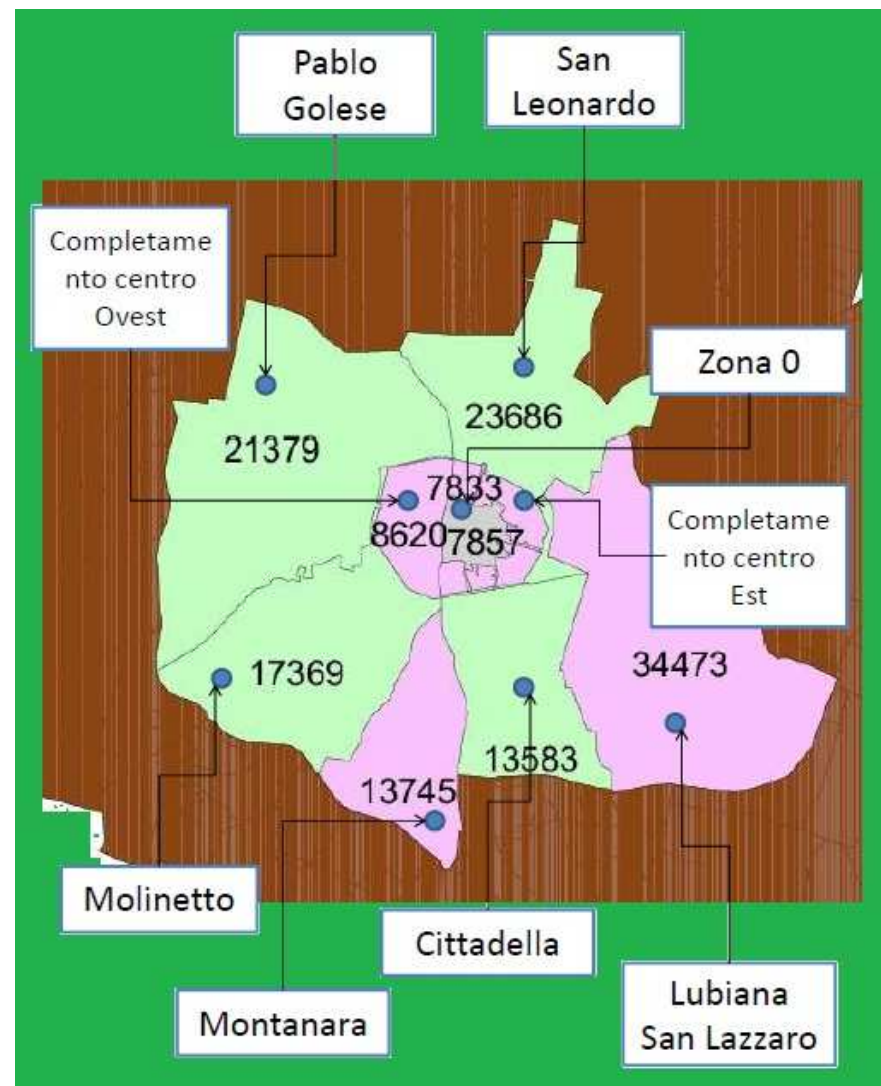 Pablo
Golese
San
Leonardo
Completame
nto centro
Ovest
Zona 0
23686
21379
7833
8620
7857
Completame
nto centro
Est
34473
17369
13583
13745
Molinetto
Cittadella
Lubiana
San Lazzaro
Montanara